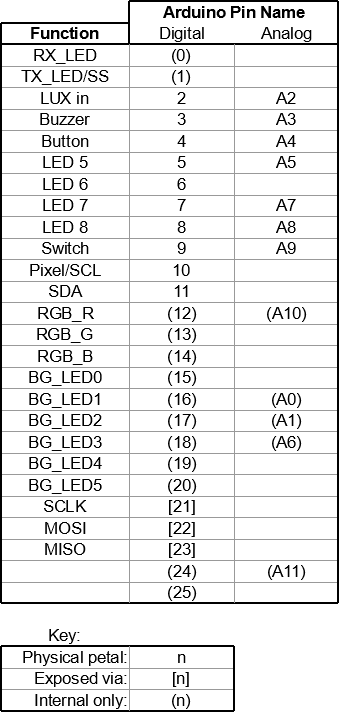 Arduino Pin Name
Function Digital Analog
RX_LED (0)
TX_LED/SS (1)
LUX in 2 A2
Buzzer 3 A3
Button 4 A4
LED 5 5 A5
LED 6 6
LED 7 7 A7
LED 8 8 A8
Switch 9 A9
Pixel/SCL 10
SDA 11
RGB_R (12) (A10)
RGB_G (13)
RGB_B (14)
BG_LED0 (15)
BG_LED1 (16) (A0)
BG_LED2 (17) (A1)
BG_LED3 (18) (A6)
BG_LED4 (19)
BG_LED5 (20)
SCLK [21]
MOSI [22]
MISO [23]
(24) (A11)
(25)
Key:
Physical petal: n
Exposed via: [n]
Internal only: (n)